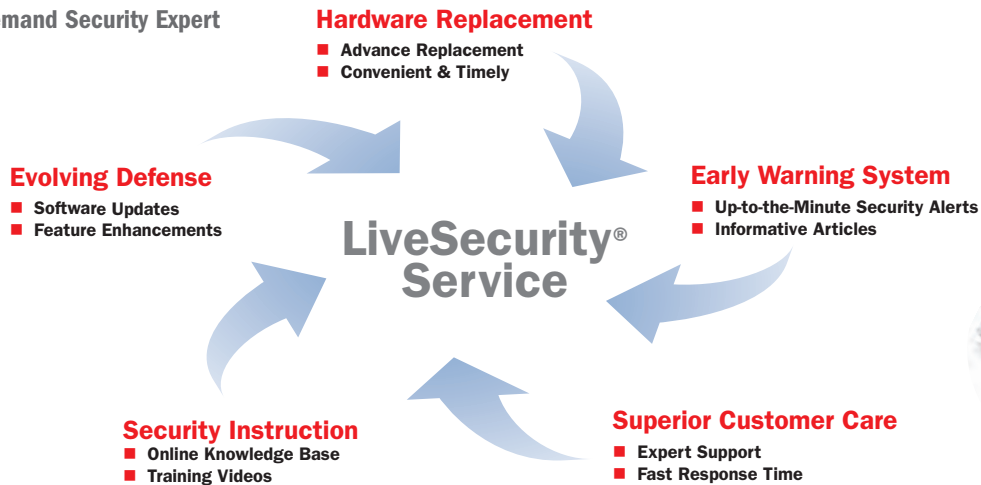 Security Expert
Hardware Replacement
Advance Replacement
Convenient & Timely
Evolving Defense
Software Updates
Feature Enhancements
Early Warning System
Up-to-the-Minute Security Alerts
Informative Articles
LiveSecurity®
Service
Security Instruction
Online Knowledge Base
Training Videos
Superior Customer Care
Expert Support
Fast Response Time